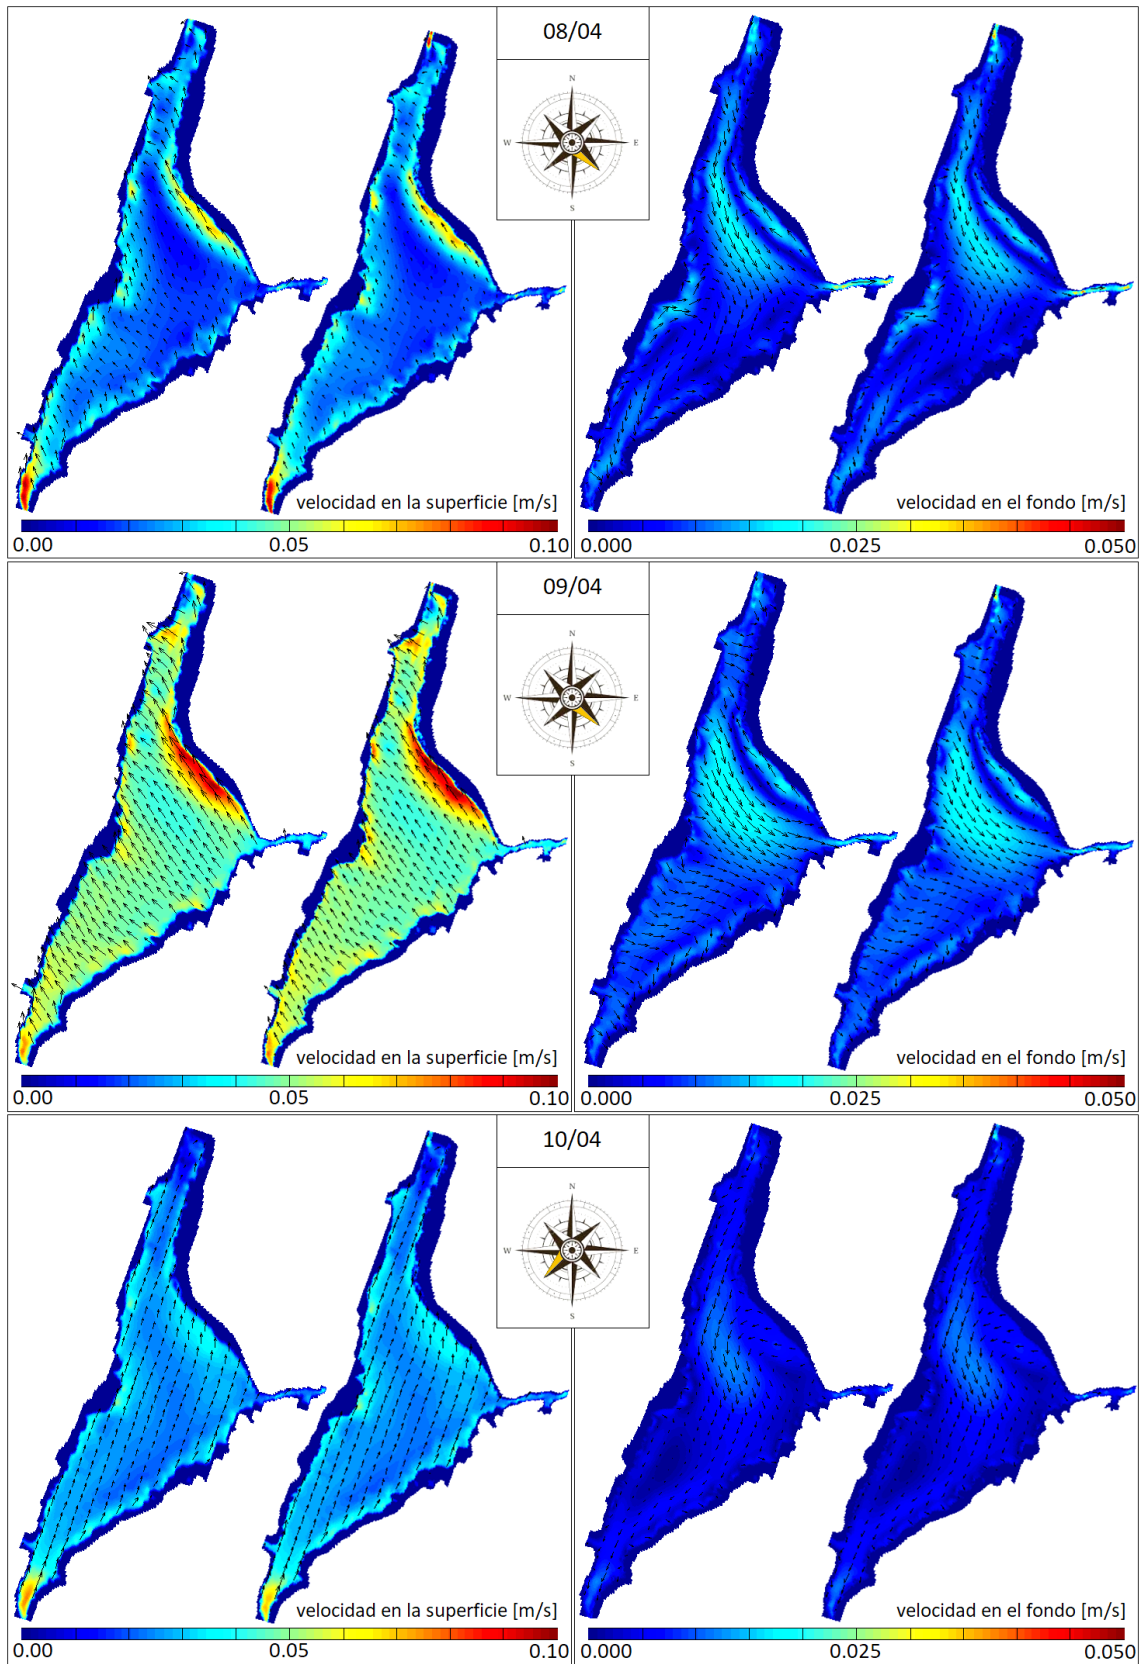 08/04
N
W E
S
velocidad en la superficie [m/s]
0.00 0.05 0.10
velocidad en el fondo [m/s]
0.000 0.025 0.050
09/04
N
W E
S
velocidad en la superficie [m/s]
0.00 0.05 0.10
velocidad en el fondo [m/s]
0.000 0.025 0.050
10/04
N
W E
S
velocidad en la superficie [m/s]
0.00 0.05 0.10
velocidad en el fondo [m/s]
0.000 0.025 0.050